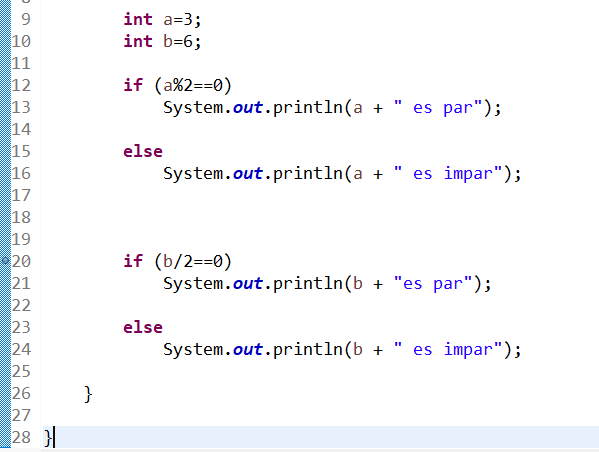 9 int a=3;
10 int b=6;
11
12 if (a%2==0)
13 System.out.println(a + " es par");
14
15 else
16 System.out.println(a + " es impar");
17
18
19
20 if (b/2==0)
21 System.out.println(b + "es par");
22
23 else
24 System.out.println(b + " es impar");
25
26 }
27
28 }